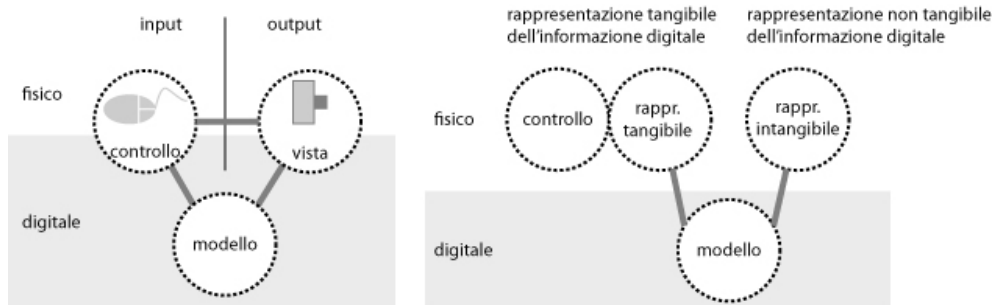 input
output
fisico
controllo
vista
digitale
modello
rappresentazione tangibile
dell'informazione digitale
rappresentazione non tangibile
dell'informazione digitale
fisico
controllo
rappr.
tangibile
rappr.
intangibile
digitale
modello